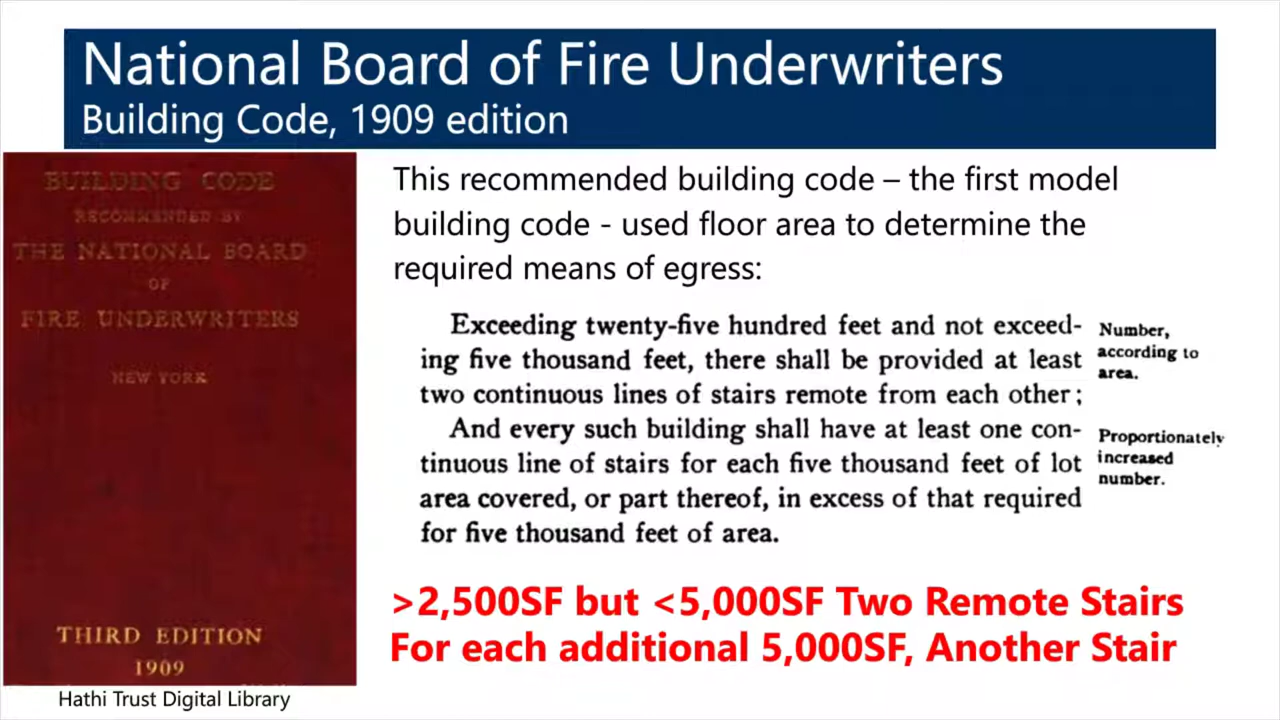 National Board of Fire Underwriters
Building Code, 1909 edition
BUILDING CODE
RECOMMENDED BY
THE NATIONAL BOARD
OF
FIRE UNDERWRITERS
NEW YORK
THIRD EDITION
1909
Hathi Trust Digital Library
This recommended building code – the first model
building code - used floor area to determine the
required means of egress:
Exceeding twenty-five hundred feet and not exceed-
ing five thousand feet, there shall be provided at least
two continuous lines of stairs remote from each other;
Number,
according to
area.
And every such building shall have at least one con-
tinuous line of stairs for each five thousand feet of lot
area covered, or part thereof, in excess of that required
for five thousand feet of area.
Proportionately
increased
number.
>2,500SF but <5,000SF Two Remote Stairs
For each additional 5,000SF, Another Stair